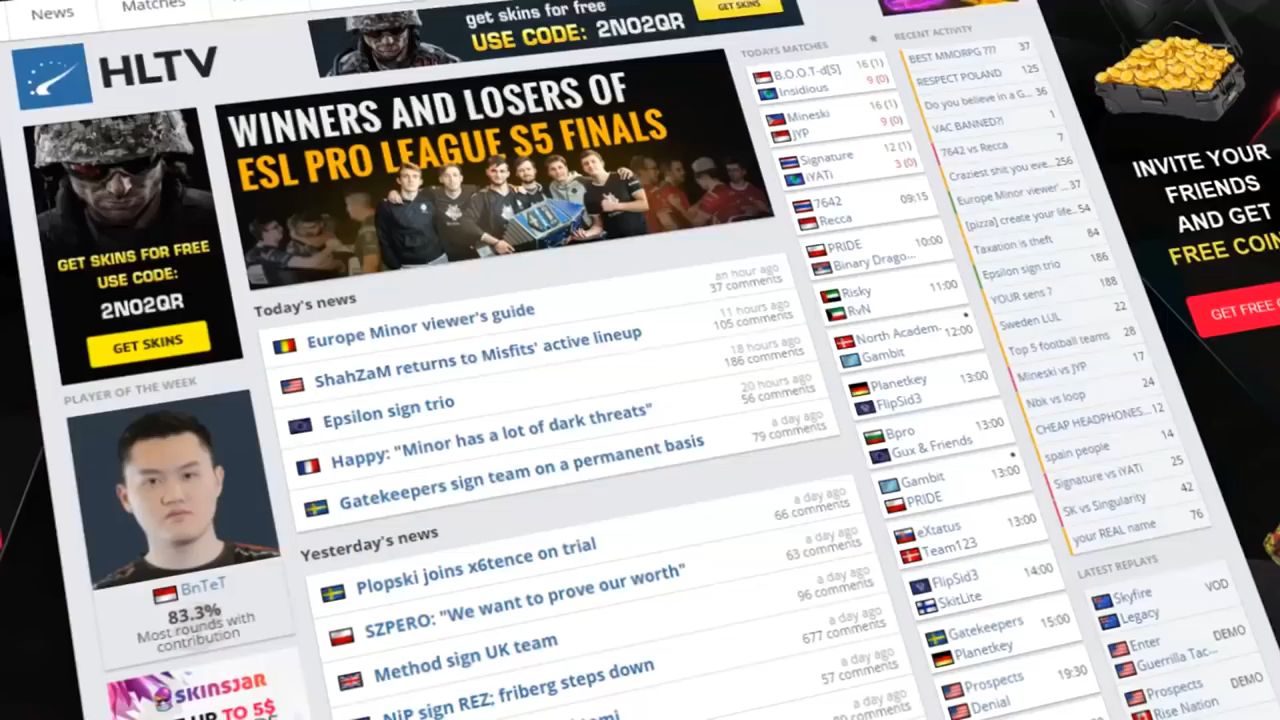 News
Matches
HLTV
get skins for free
USE CODE: 2NO2QR
GET SKINS
GET SKINS FOR FREE
USE CODE:
2NO2QR
GET SKINS
PLAYER OF THE WEEK
BnTeT
83.3%
Most rounds with
contribution
SKINSJAR
UP TO 5$
WINNERS AND LOSERS OF
ESL PRO LEAGUE S5 FINALS
Today's news
Europe Minor viewer's guide
an hour ago
37 comments
ShahZaM returns to Misfits' active lineup
11 hours ago
105 comments
Epsilon sign trio
18 hours ago
186 comments
Happy: "Minor has a lot of dark threats"
20 hours ago
56 comments
Gatekeepers sign team on a permanent basis
a day ago
79 comments
Yesterday's news
Plopski joins x6tence on trial
a day ago
66 comments
SZPERO: "We want to prove our worth"
a day ago
63 comments
Method sign UK team
a day ago
96 comments
NiP sign REZ; friberg steps down
a day ago
677 comments
a day ago
57 comments
a day ago
TODAYS MATCHES
B.O.O.T-d[S] 16 (1)
Insidious 9 (0)
Mineski 16 (1)
JYP 9 (0)
Signature 12 (1)
iYATi 3 (0)
7642 09:15
Recca
PRIDE 10:00
Binary Drago...
Risky 11:00
RvN
North Academ.. 12:00
Gambit
Planetkey 13:00
FlipSid3
Bpro 13:00
Gux & Friends
Gambit 13:00
PRIDE
eXtatus 13:00
Team123
FlipSid3 14:00
SkitLite
Gatekeepers 15:00
Planetkey
Prospects 19:30
Denial
RECENT ACTIVITY
BEST MMORPG ??? 37
RESPECT POLAND 125
Do you believe in a G... 36
VAC BANNED?! 1
7642 vs Recca 7
Craziest shit you eve... 256
Europe Minor viewer'... 37
[pizza] create your life... 54
Taxation is theft 84
Epsilon sign trio 186
YOUR sens ? 188
Sweden LUL 22
Top 5 football teams 28
Mineski vs JYP 17
Nbk vs loop 24
CHEAP HEADPHONES... 12
spain people 14
Signature vs iYATi 25
SK vs Singularity 42
your REAL name 76
LATEST REPLAYS
Skyfire VOD
Legacy
Enter DEMO
Guerrilla Tac...
Prospects DEMO
Rise Nation
INVITE YOUR
FRIENDS
AND GET
FREE COIN
GET FREE